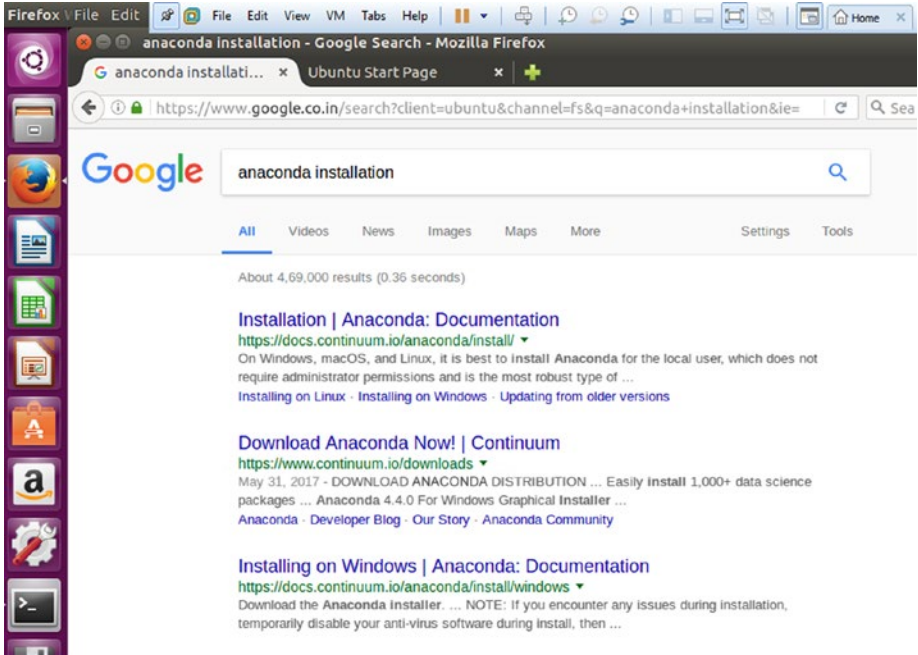 Firefox File Edit File Edit View VM Tabs Help Home
anaconda installation - Google Search - Mozilla Firefox
G anaconda installati... × Ubuntu Start Page ×
https://www.google.co.in/search?client=ubuntu&channel=fs&q=anaconda+installation&ie= Sea
Google anaconda installation
All Videos News Images Maps More Settings Tools
About 4,69,000 results (0.36 seconds)
Installation | Anaconda: Documentation
https://docs.continuum.io/anaconda/install/
On Windows, macOS, and Linux, it is best to install Anaconda for the local user, which does not
require administrator permissions and is the most robust type of ...
Installing on Linux · Installing on Windows · Updating from older versions
Download Anaconda Now! | Continuum
https://www.continuum.io/downloads
May 31, 2017 - DOWNLOAD ANACONDA DISTRIBUTION ... Easily install 1,000+ data science
packages ... Anaconda 4.4.0 For Windows Graphical Installer ...
Anaconda · Developer Blog · Our Story · Anaconda Community
Installing on Windows | Anaconda: Documentation
https://docs.continuum.io/anaconda/install/windows
Download the Anaconda installer. ... NOTE: If you encounter any issues during installation,
temporarily disable your anti-virus software during install, then ...